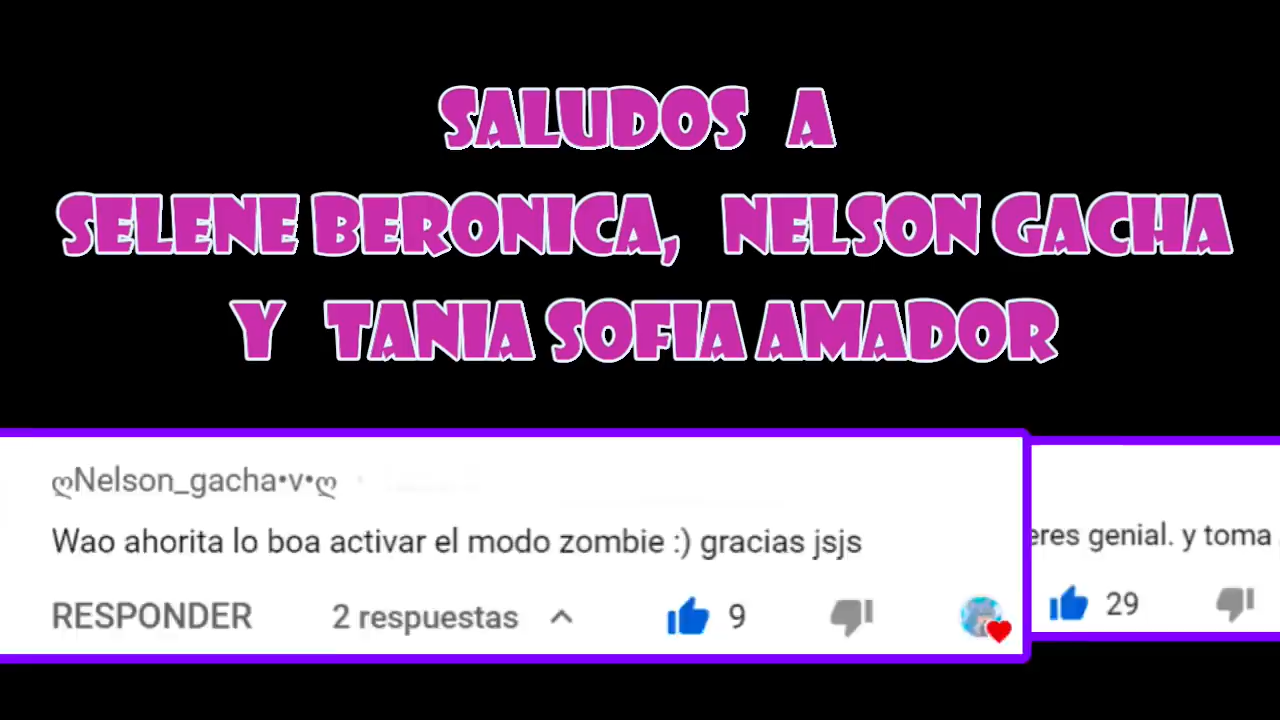 SALUDOS A
SELENE BERONICA, NELSON GACHA
Y TANIA SOFIA AMADOR
ღNelson_gacha•v•ღ
Wao ahorita lo boa activar el modo zombie :) gracias jsjs
RESPONDER 2 respuestas 9
eres genial. y toma
29